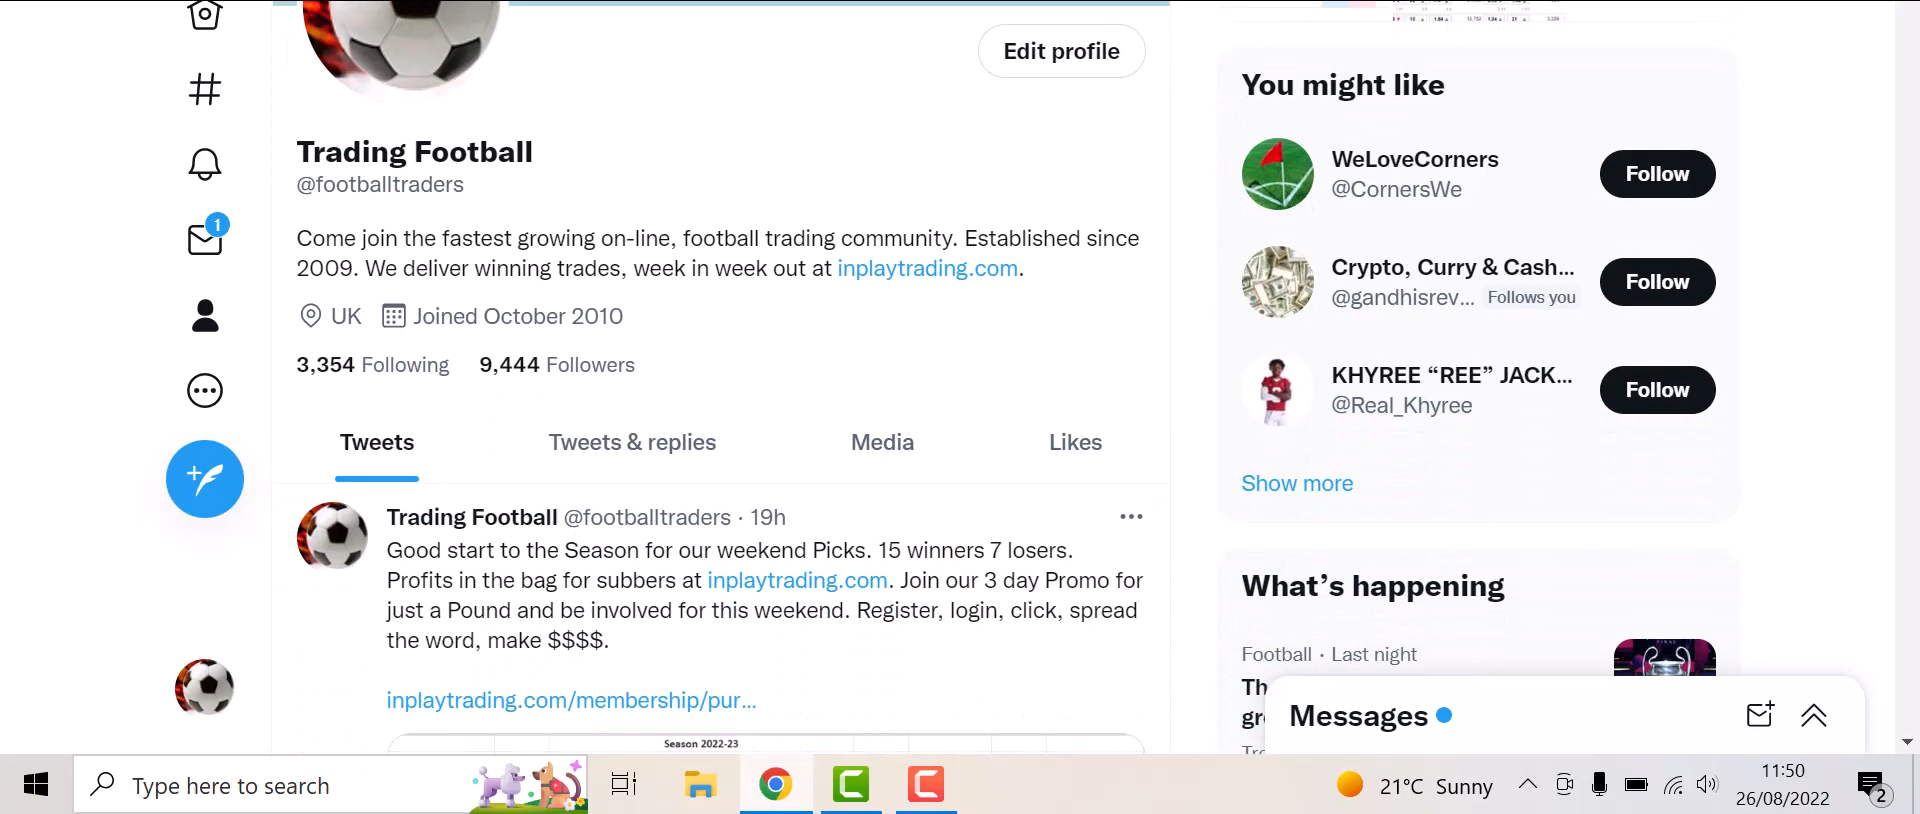 Edit profile
Trading Football
@footballtraders
Come join the fastest growing on-line, football trading community. Established since
2009. We deliver winning trades, week in week out at inplaytrading.com.
UK Joined October 2010
3,354 Following 9,444 Followers
Tweets Tweets & replies Media Likes
Trading Football @footballtraders · 19h
Good start to the Season for our weekend Picks. 15 winners 7 losers.
Profits in the bag for subbers at inplaytrading.com. Join our 3 day Promo for
just a Pound and be involved for this weekend. Register, login, click, spread
the word, make $$$$.
inplaytrading.com/membership/pur...
Season 2022-23
1
You might like
WeLoveCorners
@CornersWe
Follow
Crypto, Curry & Cash...
@gandhisrev... Follows you
Follow
KHYREE “REE” JACK...
@Real_Khyree
Follow
Show more
What’s happening
Football · Last night
Th
gr
Messages
Type here to search
21°C Sunny
11:50
26/08/2022
2